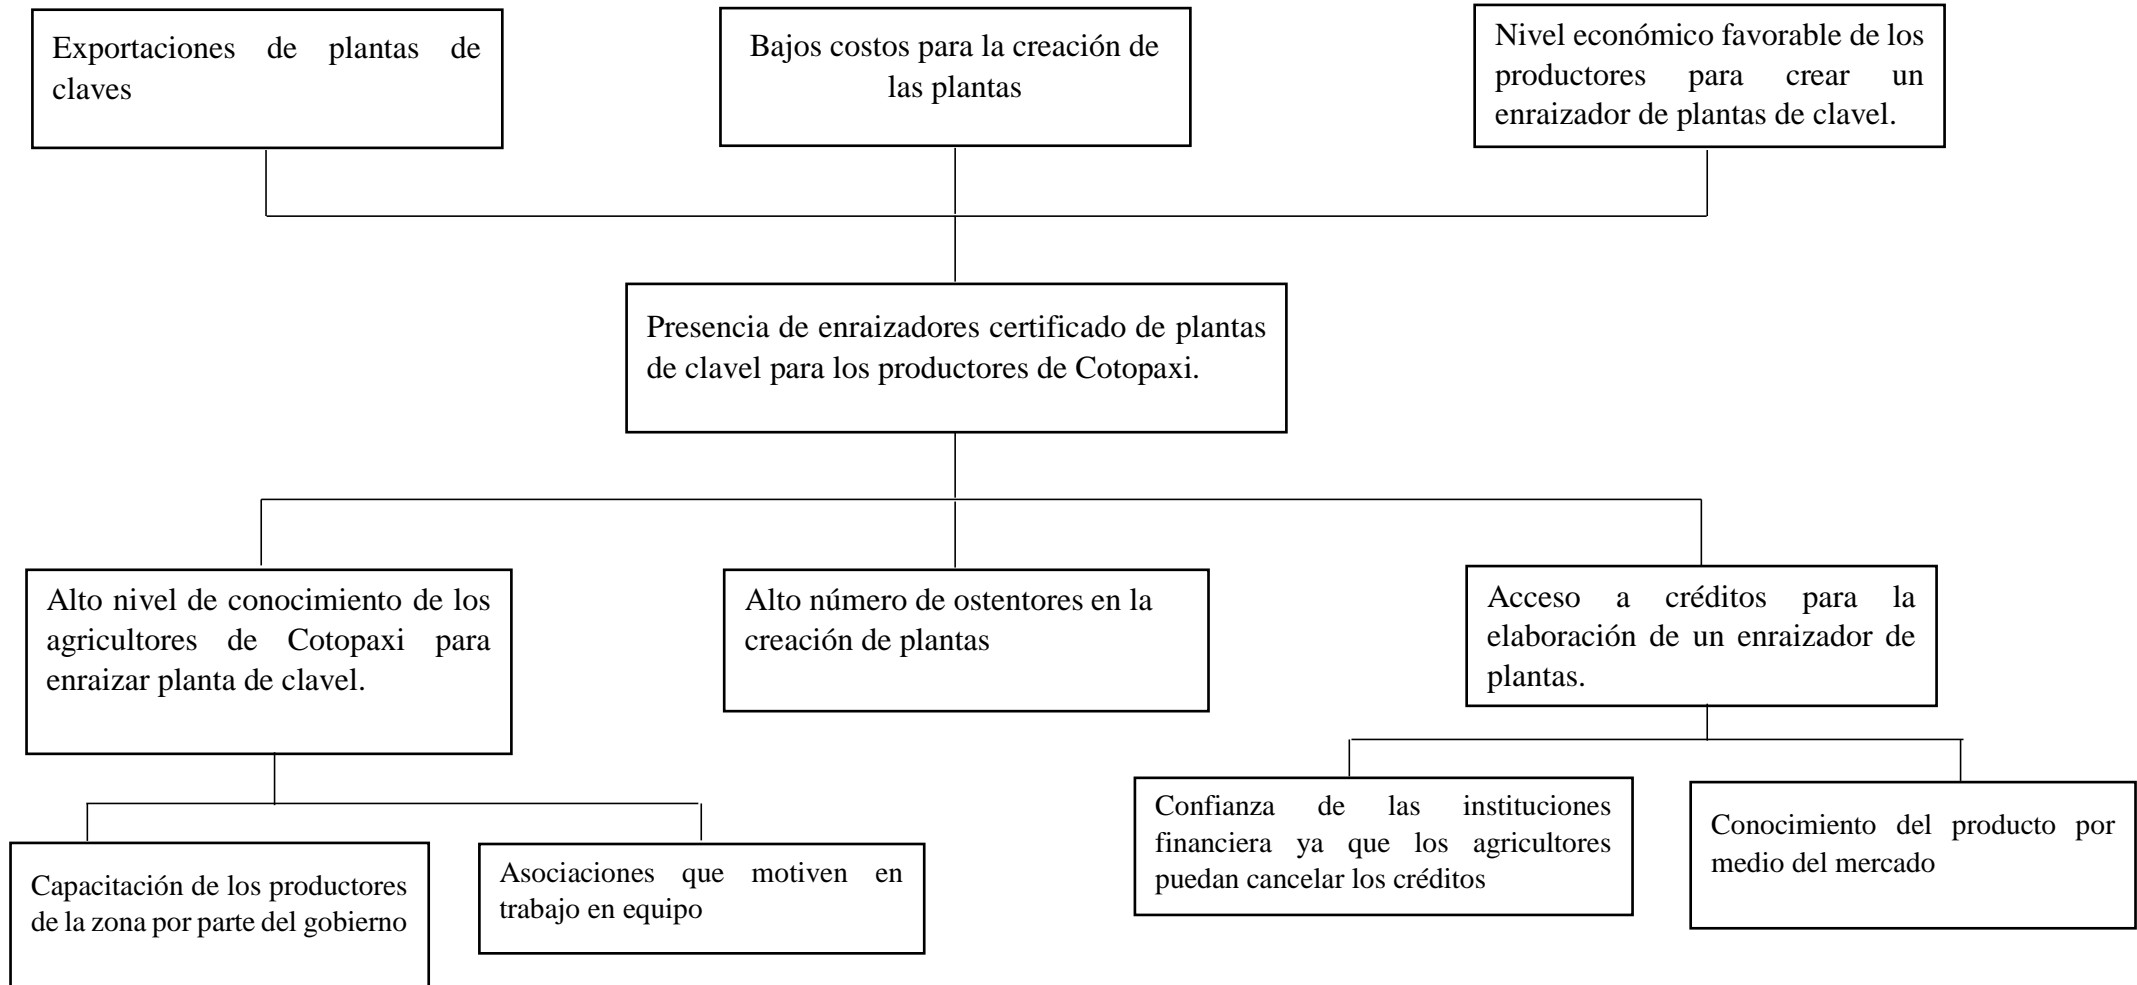 Exportaciones de plantas de
claves
Bajos costos para la creación de
las plantas
Nivel económico favorable de los
productores para crear un
enraizador de plantas de clavel.
Presencia de enraizadores certificado de plantas
de clavel para los productores de Cotopaxi.
Alto nivel de conocimiento de los
agricultores de Cotopaxi para
enraizar planta de clavel.
Alto número de ostentores en la
creación de plantas
Acceso a créditos para la
elaboración de un enraizador de
plantas.
Capacitación de los productores
de la zona por parte del gobierno
Asociaciones que motiven en
trabajo en equipo
Confianza de las instituciones
financiera ya que los agricultores
puedan cancelar los créditos
Conocimiento del producto por
medio del mercado